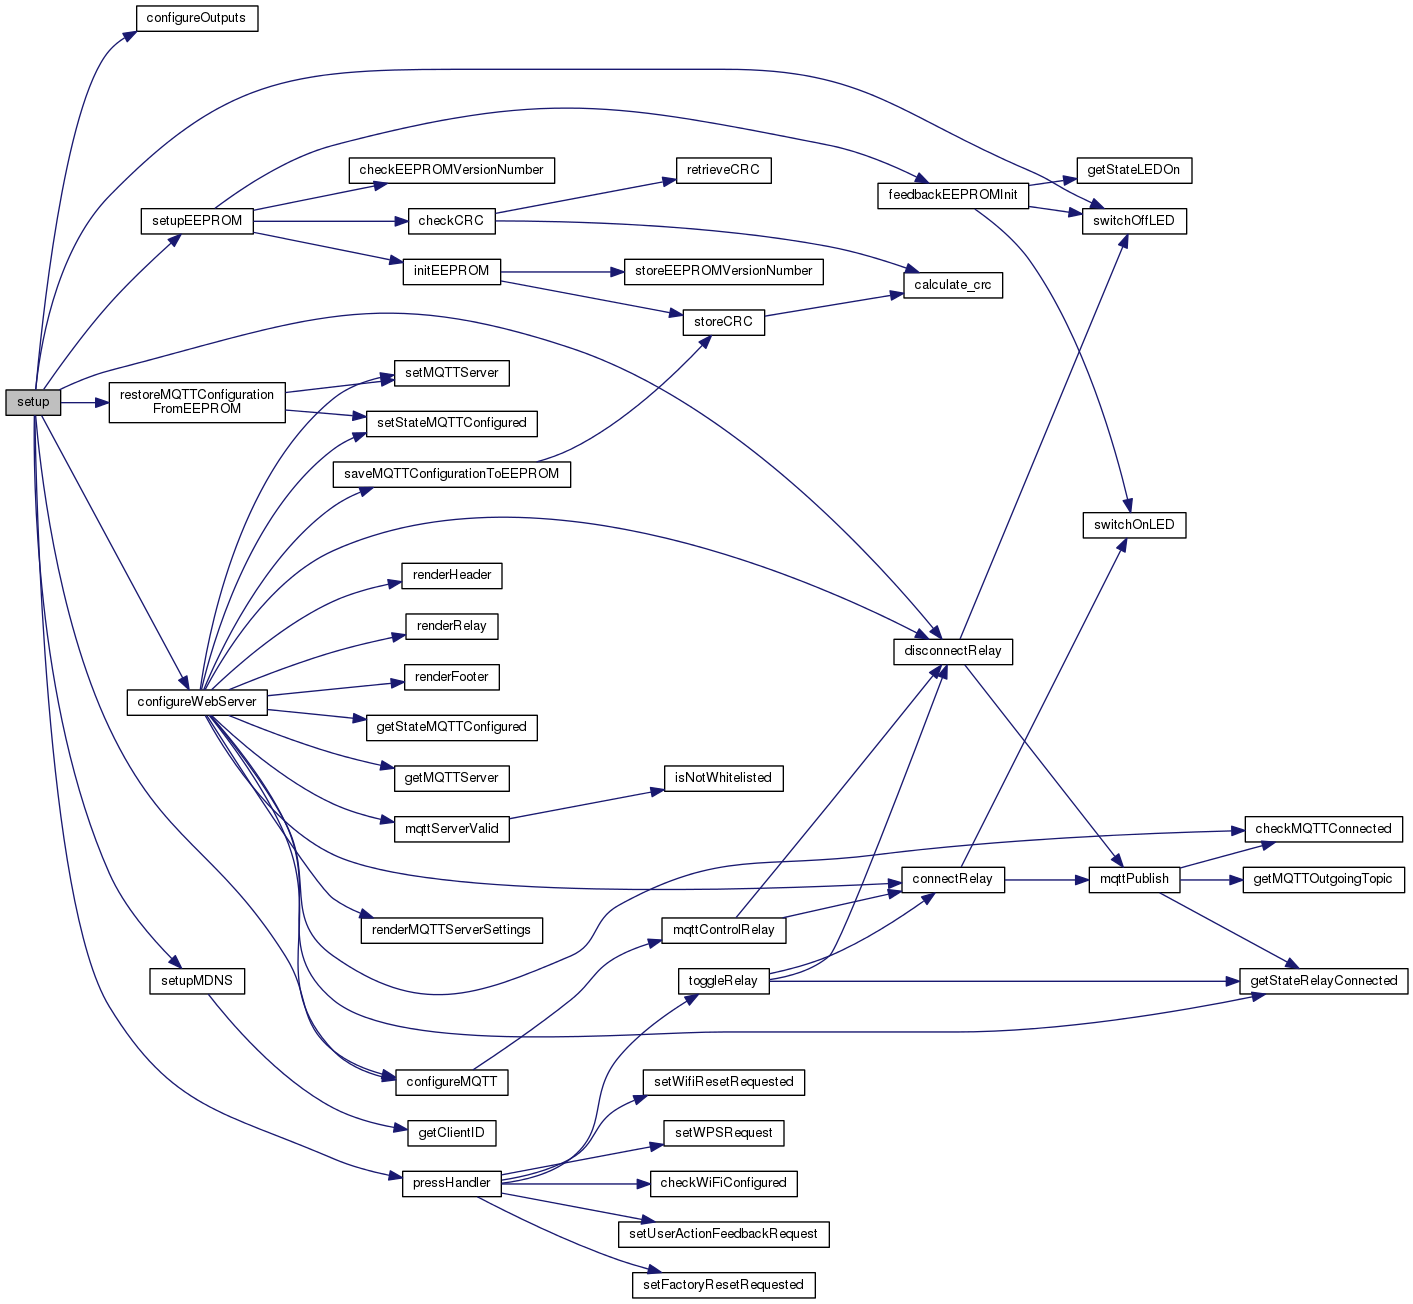 configureOutputs
checkEEPROMVersionNumber
retrieveCRC
getStateLEDOn
feedbackEEPROMInit
setupEEPROM
checkCRC
switchOffLED
initEEPROM
storeEEPROMVersionNumber
calculate_crc
storeCRC
setMQTTServer
setup
restoreMQTTConfiguration
FromEEPROM
setStateMQTTConfigured
saveMQTTConfigurationToEEPROM
switchOnLED
renderHeader
renderRelay
disconnectRelay
renderFooter
configureWebServer
getStateMQTTConfigured
getMQTTServer
isNotWhitelisted
mqttServerValid
checkMQTTConnected
connectRelay
mqttPublish
getMQTTOutgoingTopic
renderMQTTServerSettings
mqttControlRelay
setupMDNS
toggleRelay
getStateRelayConnected
configureMQTT
setWifiResetRequested
getClientID
setWPSRequest
pressHandler
checkWiFiConfigured
setUserActionFeedbackRequest
setFactoryResetRequested